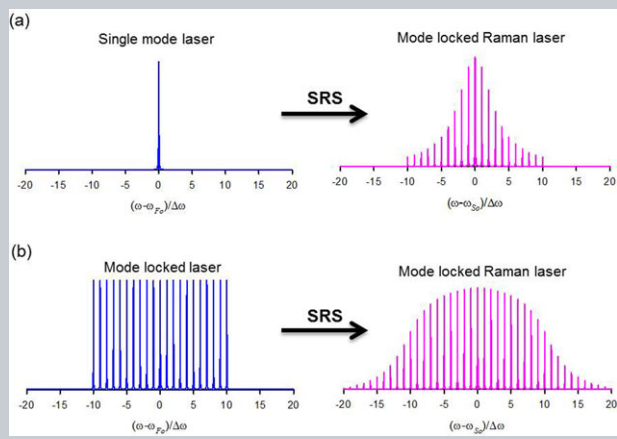 (a)
Single mode laser
SRS
Mode locked Raman laser
-20 -15 -10 -5 0 5 10 15 20
(ω-ω_Fo)/Δω
-20 -15 -10 -5 0 5 10 15 20
(ω-ω_So)/Δω
(b)
Mode locked laser
SRS
Mode locked Raman laser
-20 -15 -10 -5 0 5 10 15 20
(ω-ω_Fo)/Δω
-20 -15 -10 -5 0 5 10 15 20
(ω-ω_So)/Δω